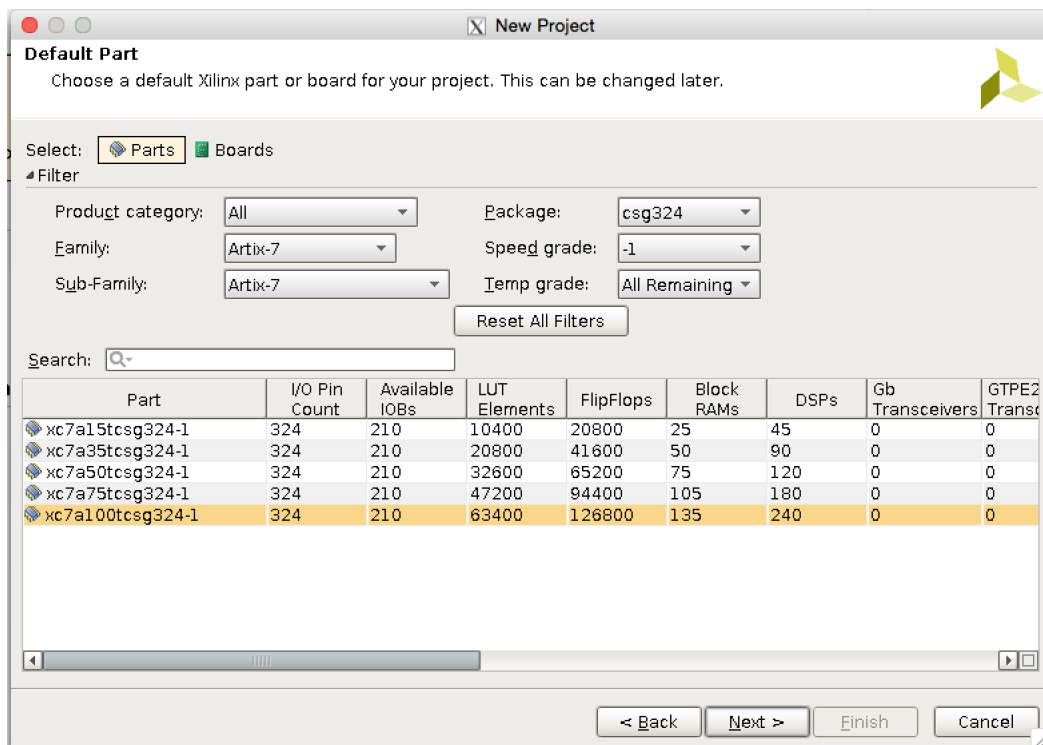 New Project
Default Part
Choose a default Xilinx part or board for your project. This can be changed later.
Select: Parts Boards
Filter
Product category: All Package: csg324
Family: Artix-7 Speed grade: -1
Sub-Family: Artix-7 Temp grade: All Remaining
Reset All Filters
Search:
Part I/O Pin Count Available IOBs LUT Elements FlipFlops Block RAMs DSPs Gb Transceivers GTPE2 Transc
xc7a15tcsg324-1 324 210 10400 20800 25 45 0 0
xc7a35tcsg324-1 324 210 20800 41600 50 90 0 0
xc7a50tcsg324-1 324 210 32600 65200 75 120 0 0
xc7a75tcsg324-1 324 210 47200 94400 105 180 0 0
xc7a100tcsg324-1 324 210 63400 126800 135 240 0 0
< Back Next > Finish Cancel